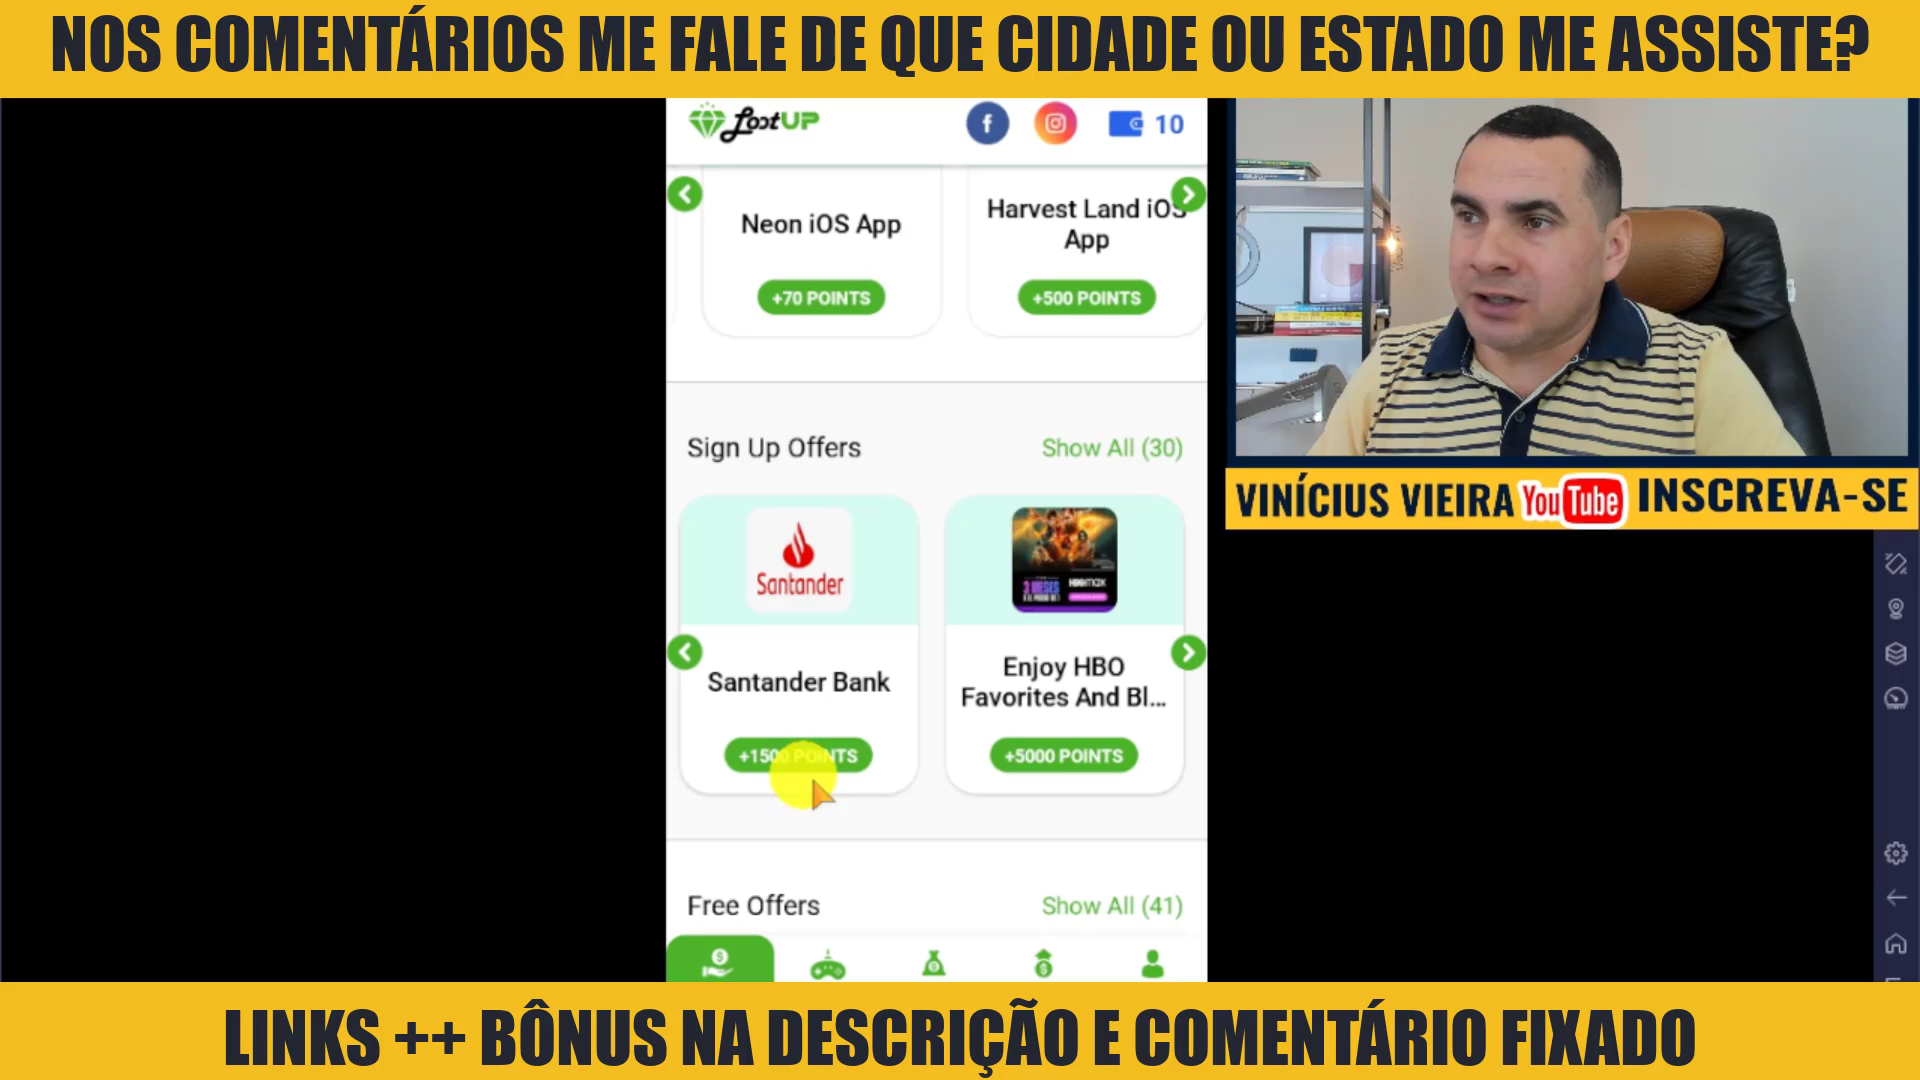 NOS COMENTÁRIOS ME FALE DE QUE CIDADE OU ESTADO ME ASSISTE?
LootUP
10
Neon iOS App
+70 POINTS
Harvest Land iOS
App
+500 POINTS
Sign Up Offers
Show All (30)
Santander
Santander Bank
+1500 POINTS
3 MESES
HBOMAX
Enjoy HBO
Favorites And Bl...
+5000 POINTS
Free Offers
Show All (41)
VINÍCIUS VIEIRA YouTube INSCREVA-SE
LINKS ++ BÔNUS NA DESCRIÇÃO E COMENTÁRIO FIXADO